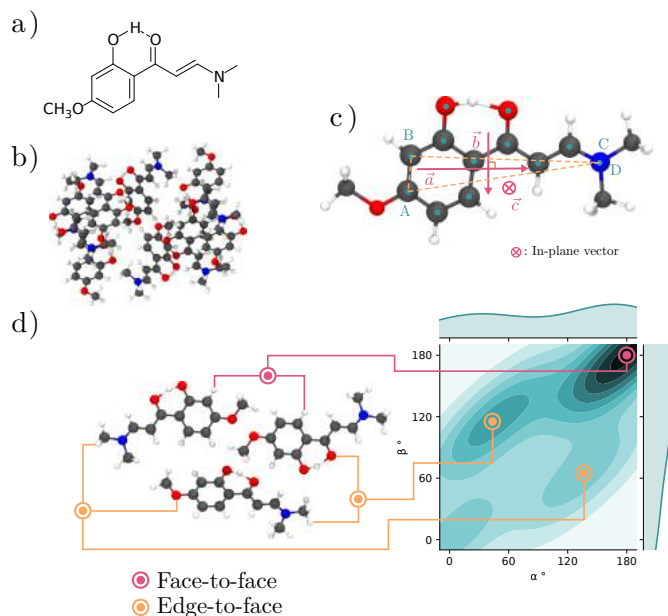 a)
H
O O
N
CH3O
b)
c)
B
b
C
D
a
A
c
⊗: In-plane vector
d)
180
120
60
0
β°
0 60 120 180
α°
Face-to-face
Edge-to-face